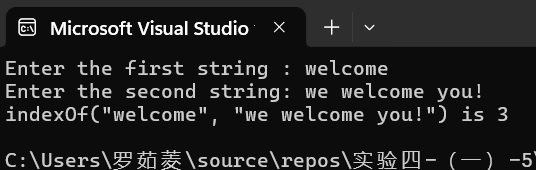 Microsoft Visual Studio
Enter the first string : welcome
Enter the second string: we welcome you!
indexOf("welcome", "we welcome you!") is 3
C:\Users\罗茹菱\source\repos\实验四-（一）-5\